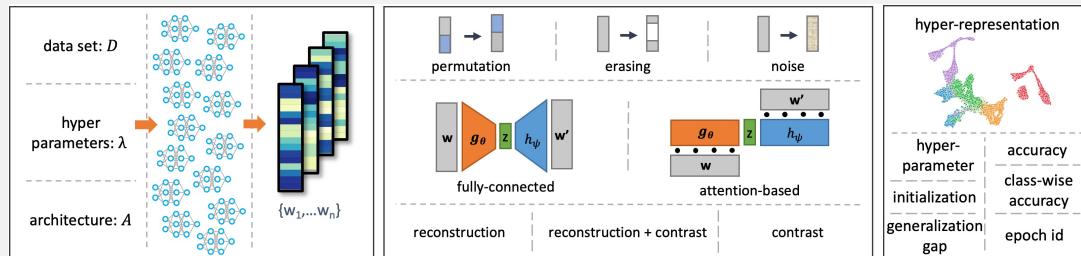 data set: D
hyper
parameters: λ
architecture: A
{w₁,...wₙ}
permutation
erasing
noise
w
gθ
z
hψ
w'
fully-connected
w'
gθ
z
hψ
w
attention-based
reconstruction
reconstruction + contrast
contrast
hyper-representation
hyper-
parameter
initialization
generalization
gap
accuracy
class-wise
accuracy
epoch id